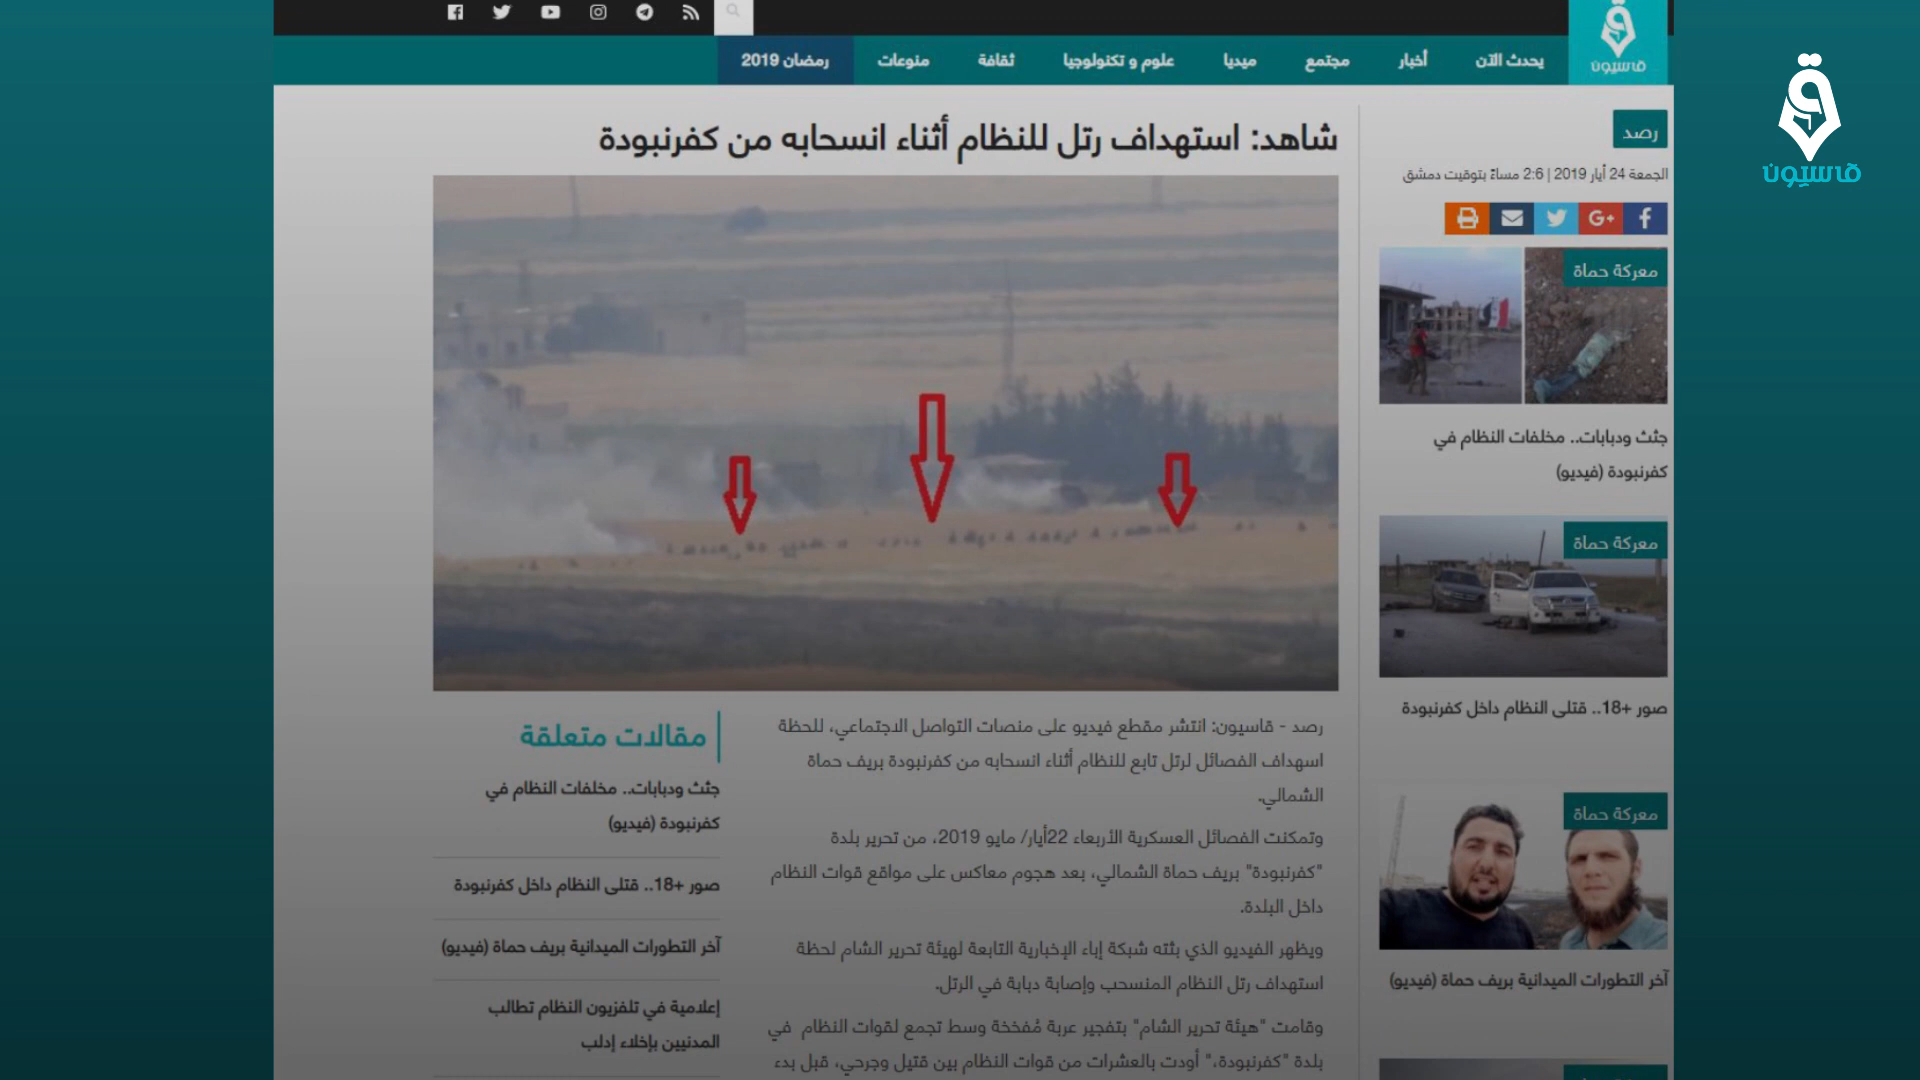 قاسيون
يحدث الآن
أخبار
مجتمع
ميديا
علوم و تكنولوجيا
ثقافة
منوعات
رمضان 2019
قاسيون
رصد
الجمعة 24 أيار 2019 | 2:6 مساءً بتوقيت دمشق
معركة حماة
جثث ودبابات.. مخلفات النظام في
كفرنبودة (فيديو)
معركة حماة
صور +18.. قتلى النظام داخل كفرنبودة
معركة حماة
آخر التطورات الميدانية بريف حماة (فيديو)
شاهد: استهداف رتل للنظام أثناء انسحابه من كفرنبودة
رصد - قاسيون: انتشر مقطع فيديو على منصات التواصل الاجتماعي، للحظة
اسهداف الفصائل لرتل تابع للنظام أثناء انسحابه من كفرنبودة بريف حماة
الشمالي.
وتمكنت الفصائل العسكرية الأربعاء 22أيار/ مايو 2019، من تحرير بلدة
"كفرنبودة" بريف حماة الشمالي، بعد هجوم معاكس على مواقع قوات النظام
داخل البلدة.
ويظهر الفيديو الذي بثته شبكة إباء الإخبارية التابعة لهيئة تحرير الشام لحظة
استهداف رتل النظام المنسحب وإصابة دبابة في الرتل.
وقامت "هيئة تحرير الشام" بتفجير عربة مُفخخة وسط تجمع لقوات النظام في
بلدة "كفرنبودة،" أودت بالعشرات من قوات النظام بين قتيل وجرحي، قبل بدء
مقالات متعلقة
جثث ودبابات.. مخلفات النظام في
كفرنبودة (فيديو)
صور +18.. قتلى النظام داخل كفرنبودة
آخر التطورات الميدانية بريف حماة (فيديو)
إعلامية في تلفزيون النظام تطالب
المدنيين بإخلاء إدلب